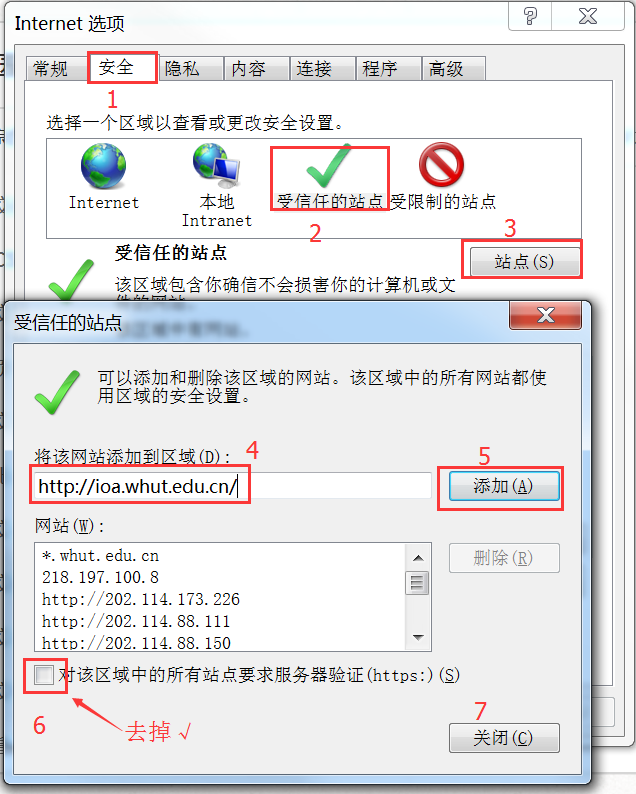 Internet 选项
?
常规 安全 隐私 内容 连接 程序 高级
1
选择一个区域以查看或更改安全设置。
Internet
本地
Intranet
受信任的站点
受限制的站点
2
3
受信任的站点
站点(S)
该区域包含你确信不会损害你的计算机或文
件的网站。
受信任的站点
可以添加和删除该区域的网站。该区域中的所有网站都使
用区域的安全设置。
将该网站添加到区域(D):
4
5
http://ioa.whut.edu.cn/
添加(A)
网站(W):
*.whut.edu.cn
218.197.100.8
http://202.114.173.226
http://202.114.88.111
http://202.114.88.150
删除(R)
对该区域中的所有站点要求服务器验证(https:)(S)
6
去掉 √
7
关闭(C)